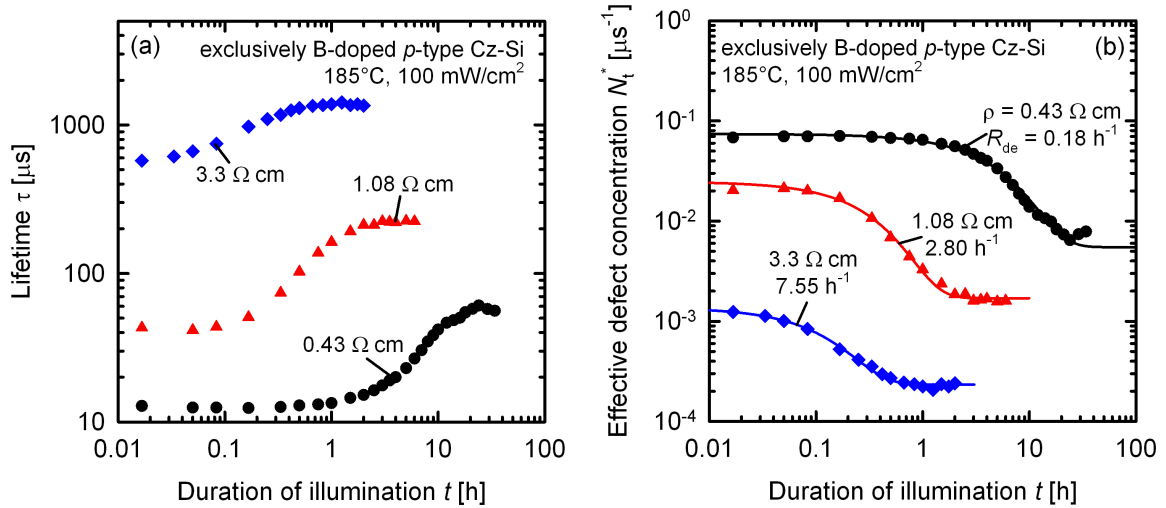 (a)
exclusively B-doped p-type Cz-Si
185°C, 100 mW/cm²
3.3 Ω cm
1.08 Ω cm
0.43 Ω cm
Lifetime τ [μs]
1000
100
10
0.01
0.1
1
10
100
Duration of illumination t [h]
(b)
exclusively B-doped p-type Cz-Si
185°C, 100 mW/cm²
ρ = 0.43 Ω cm
R_de = 0.18 h⁻¹
1.08 Ω cm
2.80 h⁻¹
3.3 Ω cm
7.55 h⁻¹
Effective defect concentration N_t^* [μs⁻¹]
10⁰
10⁻¹
10⁻²
10⁻³
10⁻⁴
0.01
0.1
1
10
100
Duration of illumination t [h]